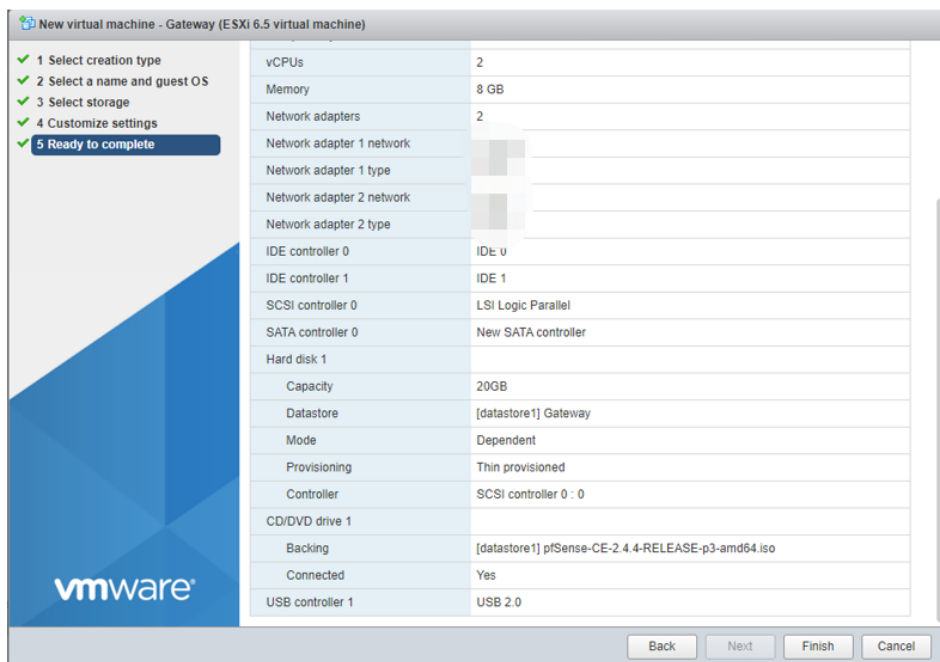 New virtual machine - Gateway (ESXi 6.5 virtual machine)
1 Select creation type
2 Select a name and guest OS
3 Select storage
4 Customize settings
5 Ready to complete
vCPUs 2
Memory 8 GB
Network adapters 2
Network adapter 1 network
Network adapter 1 type
Network adapter 2 network
Network adapter 2 type
IDE controller 0 IDE 0
IDE controller 1 IDE 1
SCSI controller 0 LSI Logic Parallel
SATA controller 0 New SATA controller
Hard disk 1
Capacity 20GB
Datastore [datastore1] Gateway
Mode Dependent
Provisioning Thin provisioned
Controller SCSI controller 0 : 0
CD/DVD drive 1
Backing [datastore1] pfSense-CE-2.4.4-RELEASE-p3-amd64.iso
Connected Yes
USB controller 1 USB 2.0
vmware®
Back Next Finish Cancel